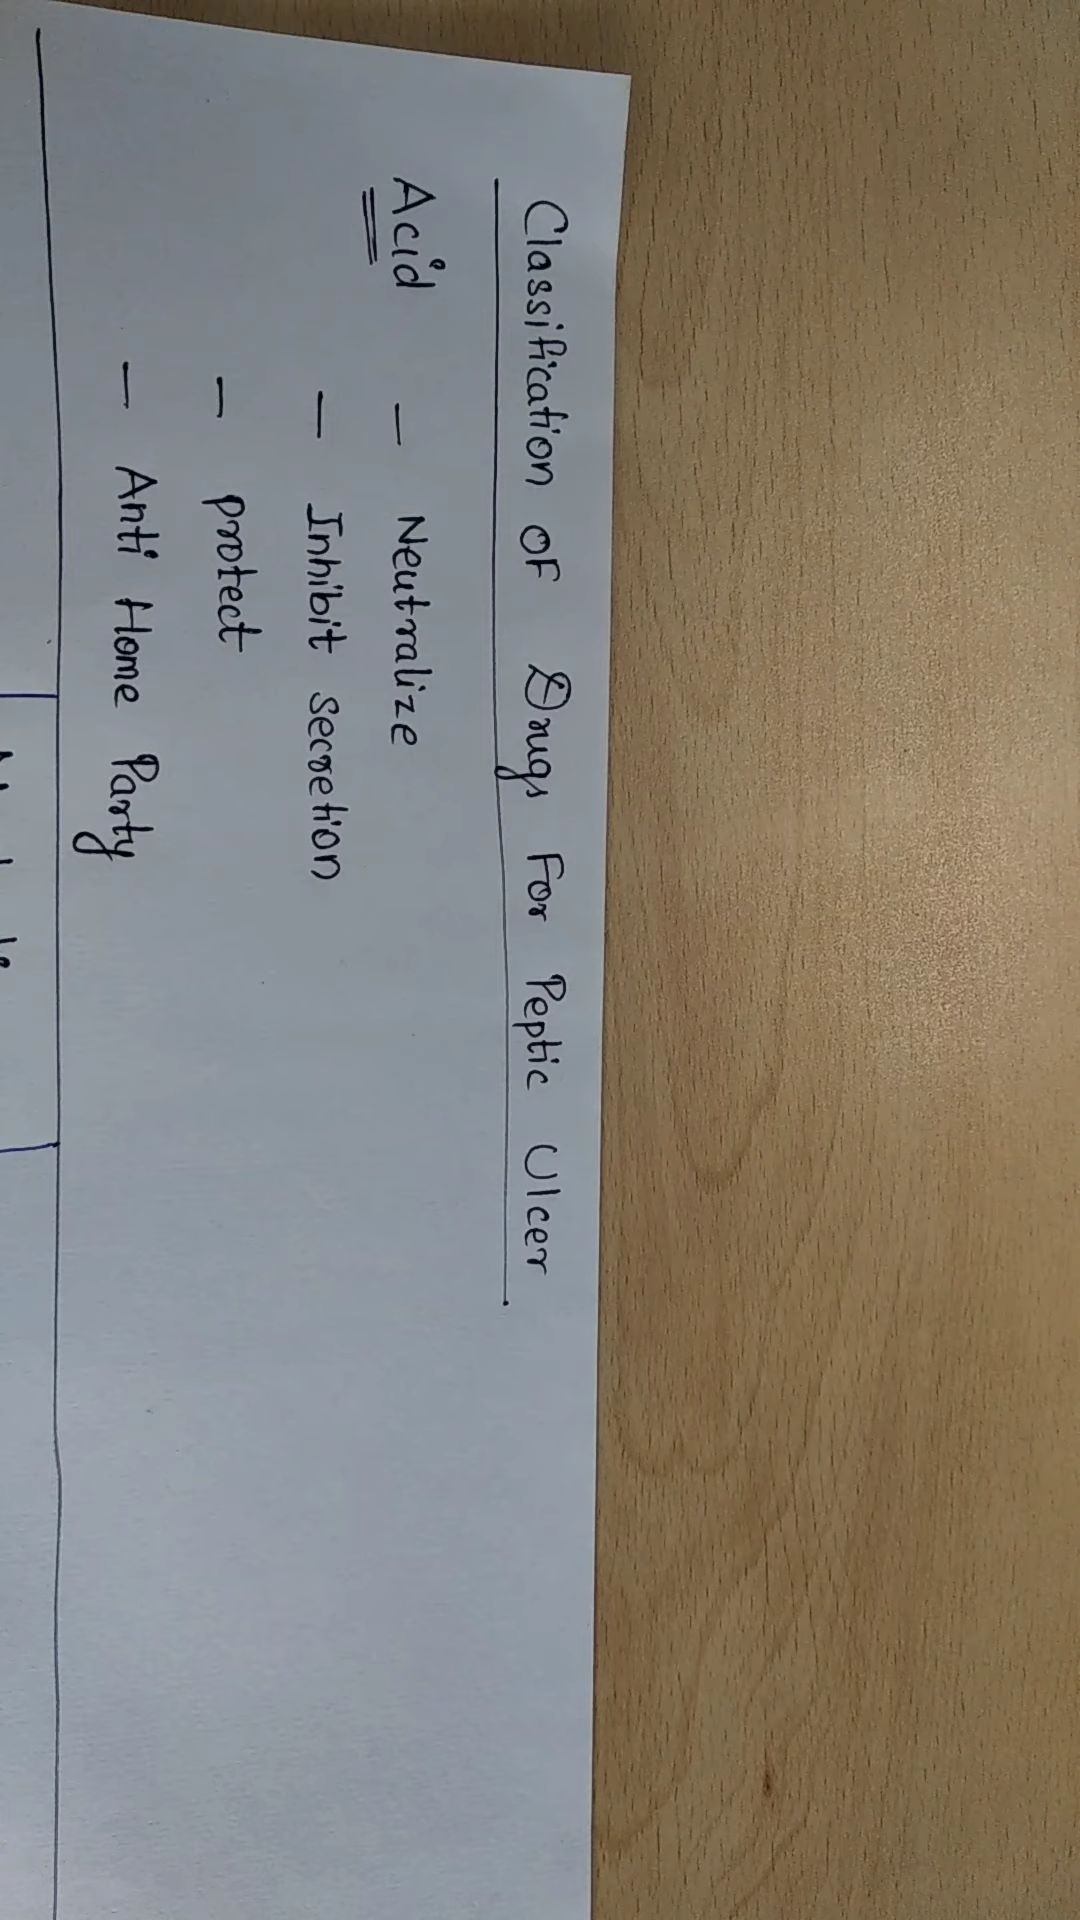 Classification OF Drugs For Peptic Ulcer
Acid - Neutralize
- Inhibit secretion
- protect
- Anti Home Party